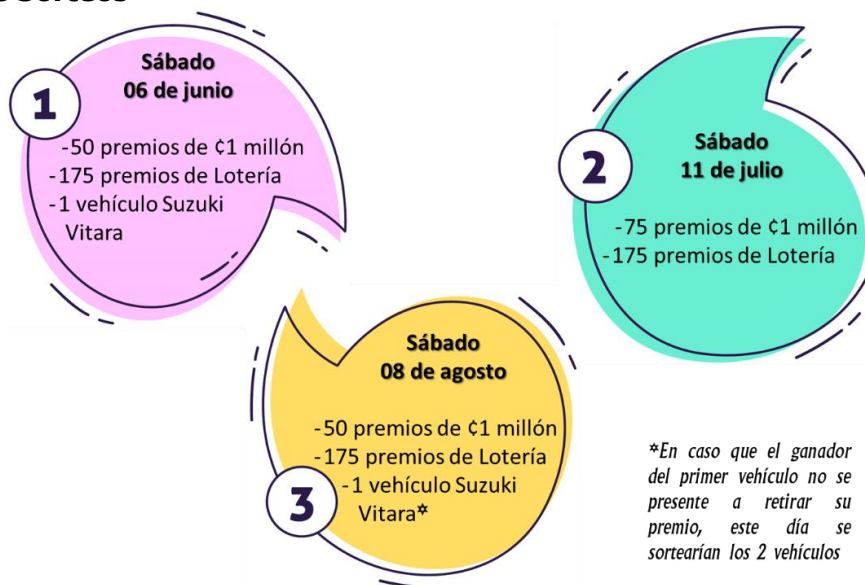 1
Sábado
06 de junio
-50 premios de ¢1 millón
-175 premios de Lotería
-1 vehículo Suzuki
Vitara
2
Sábado
11 de julio
-75 premios de ¢1 millón
-175 premios de Lotería
3
Sábado
08 de agosto
-50 premios de ¢1 millón
-175 premios de Lotería
-1 vehículo Suzuki
Vitara*
*En caso que el ganador
del primer vehículo no se
presente a retirar su
premio, este día se
sortearían los 2 vehículos